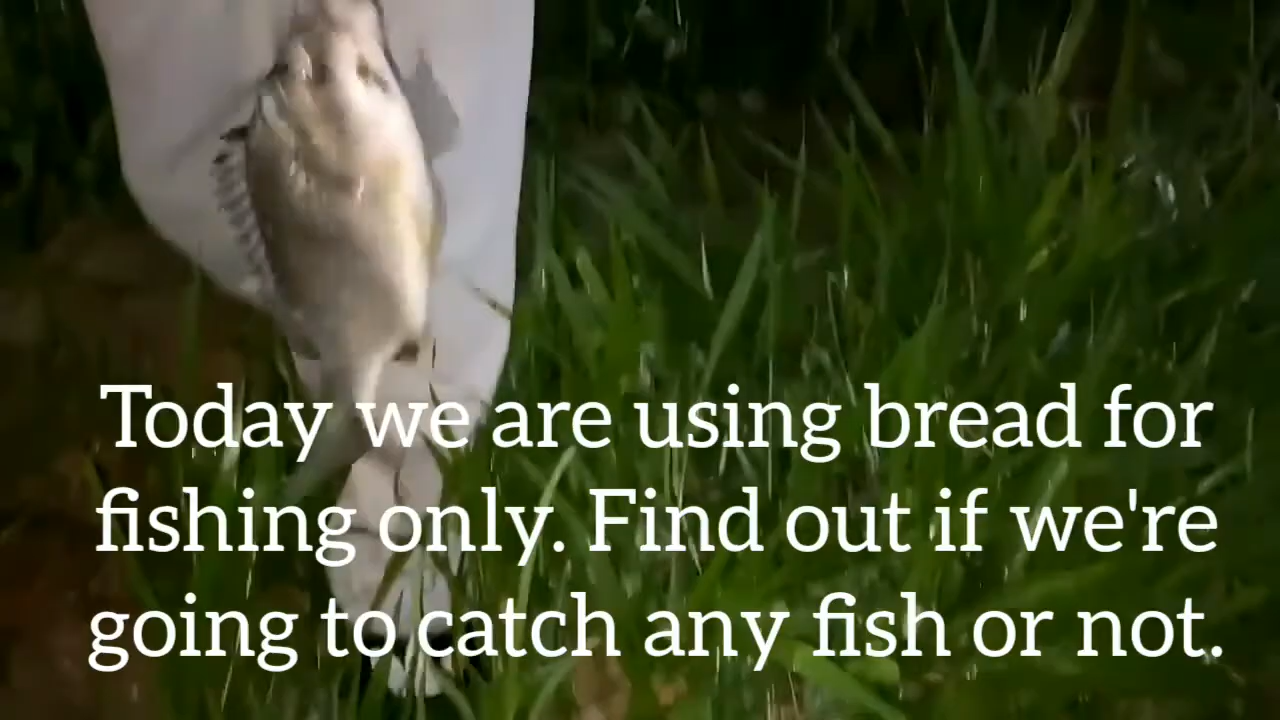 Today we are using bread for
fishing only. Find out if we're
going to catch any fish or not.